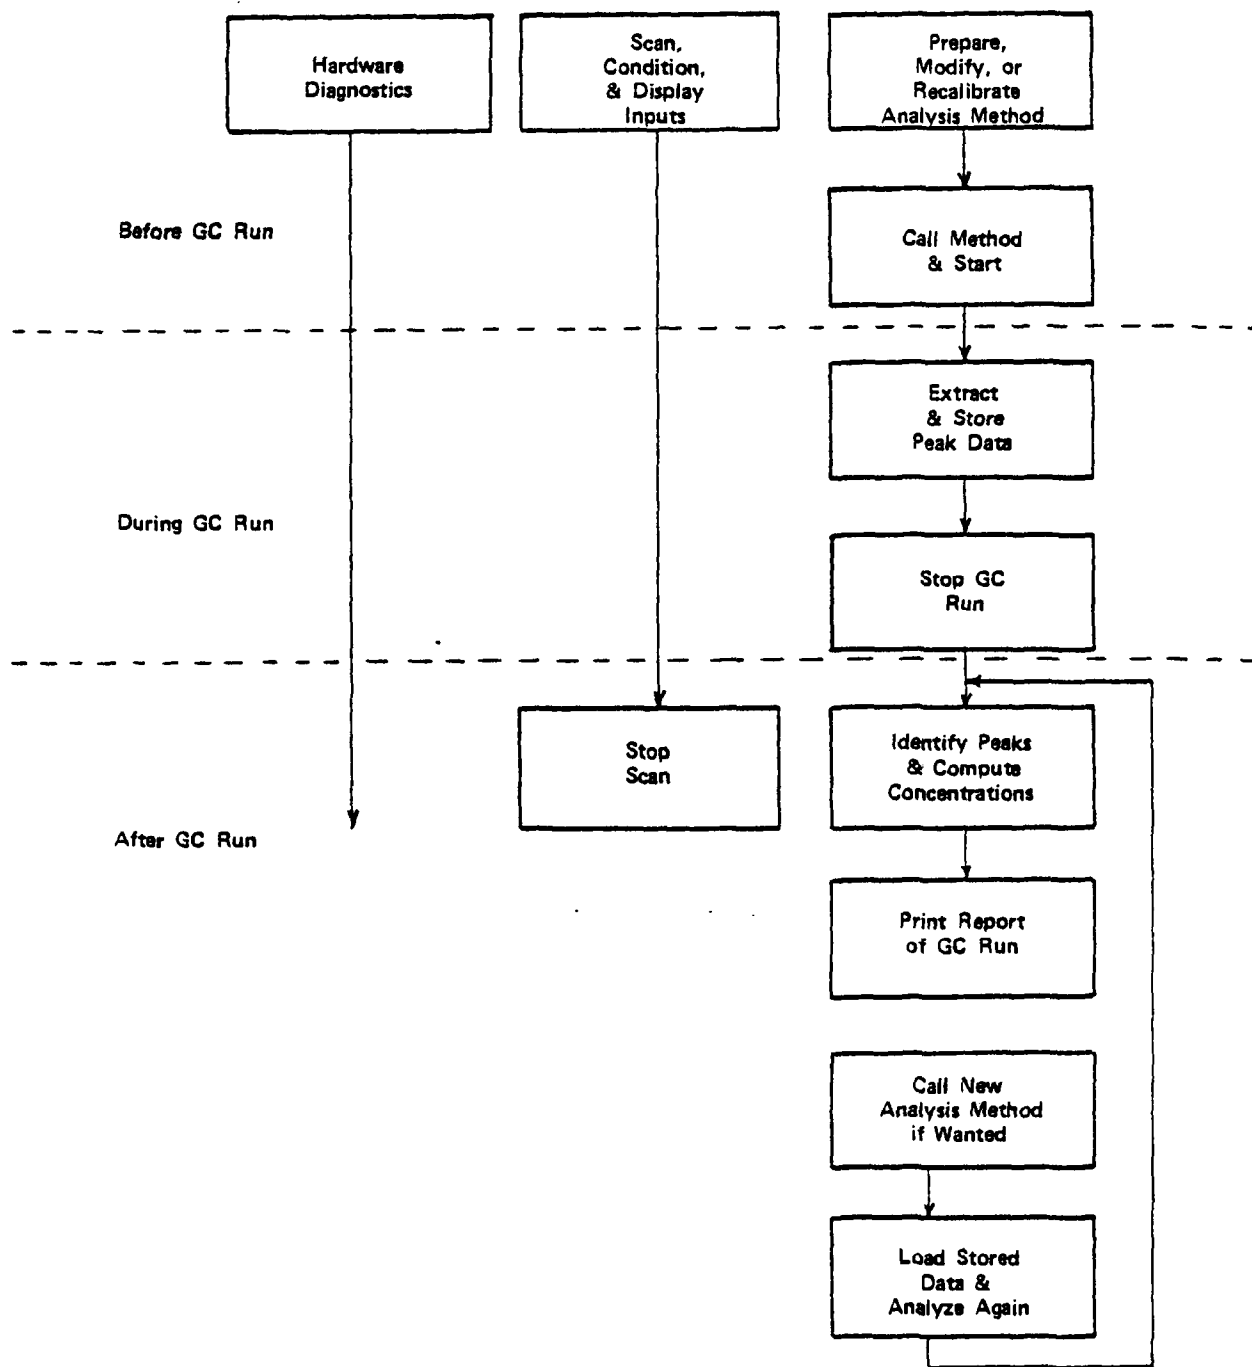 Hardware
Diagnostics
Scan,
Condition,
& Display
Inputs
Prepare,
Modify, or
Recalibrate
Analysis Method
Before GC Run
Call Method
& Start
Extract
& Store
Peak Data
During GC Run
Stop GC
Run
Stop
Scan
Identify Peaks
& Compute
Concentrations
After GC Run
Print Report
of GC Run
Call New
Analysis Method
if Wanted
Load Stored
Data &
Analyze Again